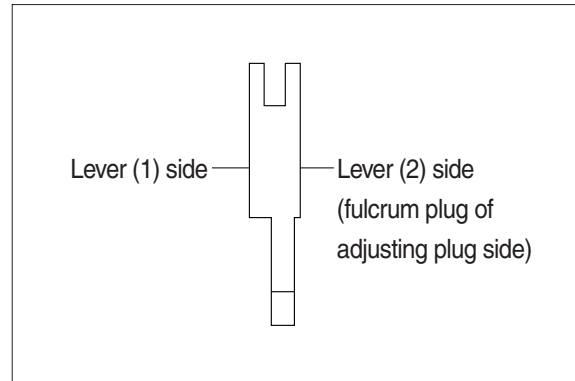 Lever (1) side
Lever (2) side
(fulcrum plug of
adjusting plug side)